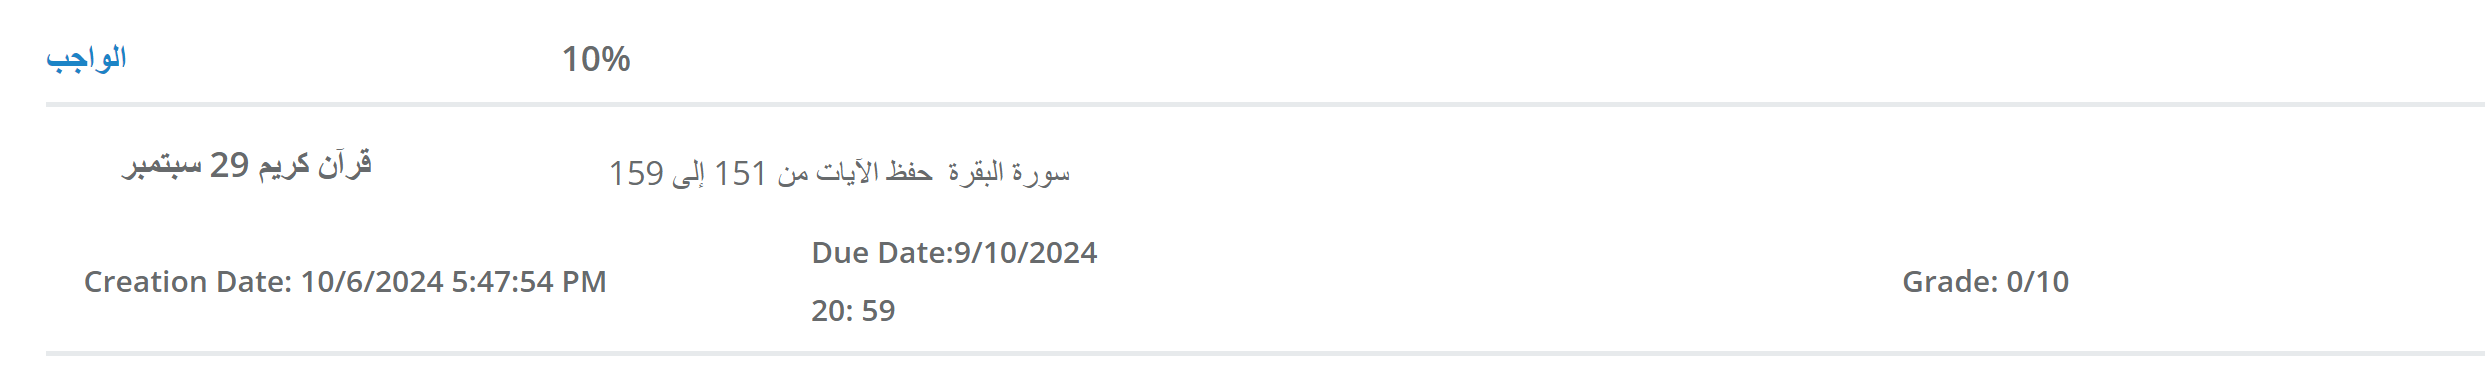 الواجب
10%
قرآن كريم 29 سبتمبر
سورة البقرة  حفظ الآيات من 151 إلى 159
Creation Date: 10/6/2024 5:47:54 PM
Due Date:9/10/2024
20: 59
Grade: 0/10